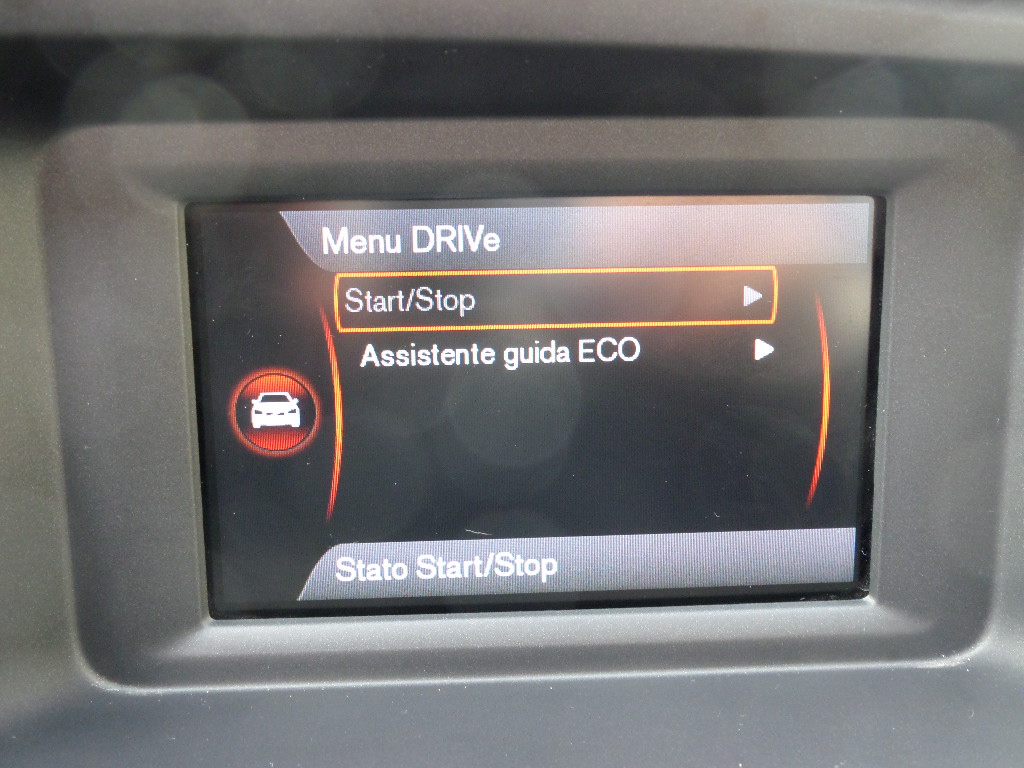 Menu DRIVe
Start/Stop
Assistente guida ECO
Stato Start/Stop